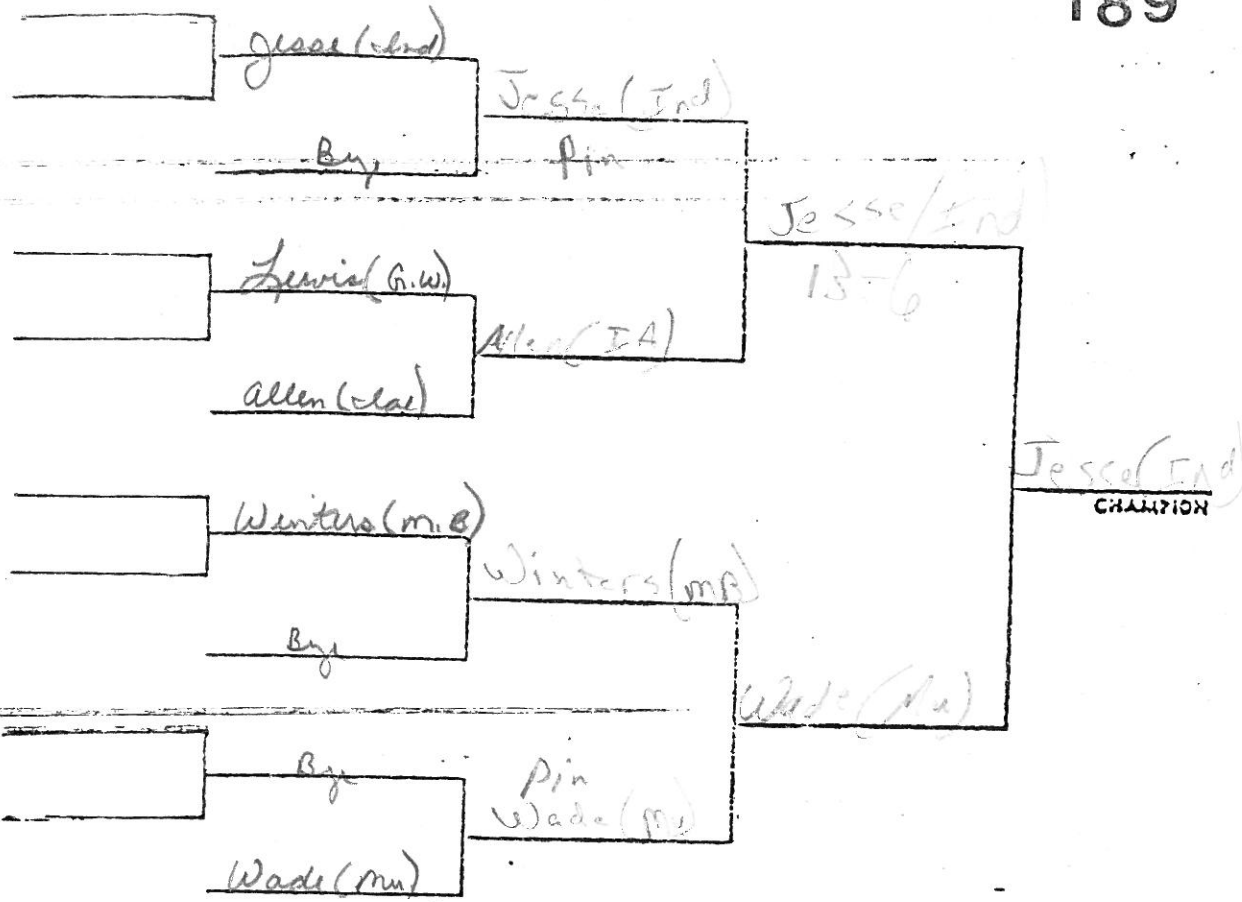 189
Jesse (Ind)
Bye
Jesse (Ind)
Pin
Lewis (G.W.)
Allen (Iac)
Allen (IA)
Jesse/Ind
13-6
Winters (M.B)
Bye
Winters (MB)
Bye
Wade (Mu)
Pin
Wade (Mu)
Wade (Mu)
Jesse (Ind)
CHAMPION